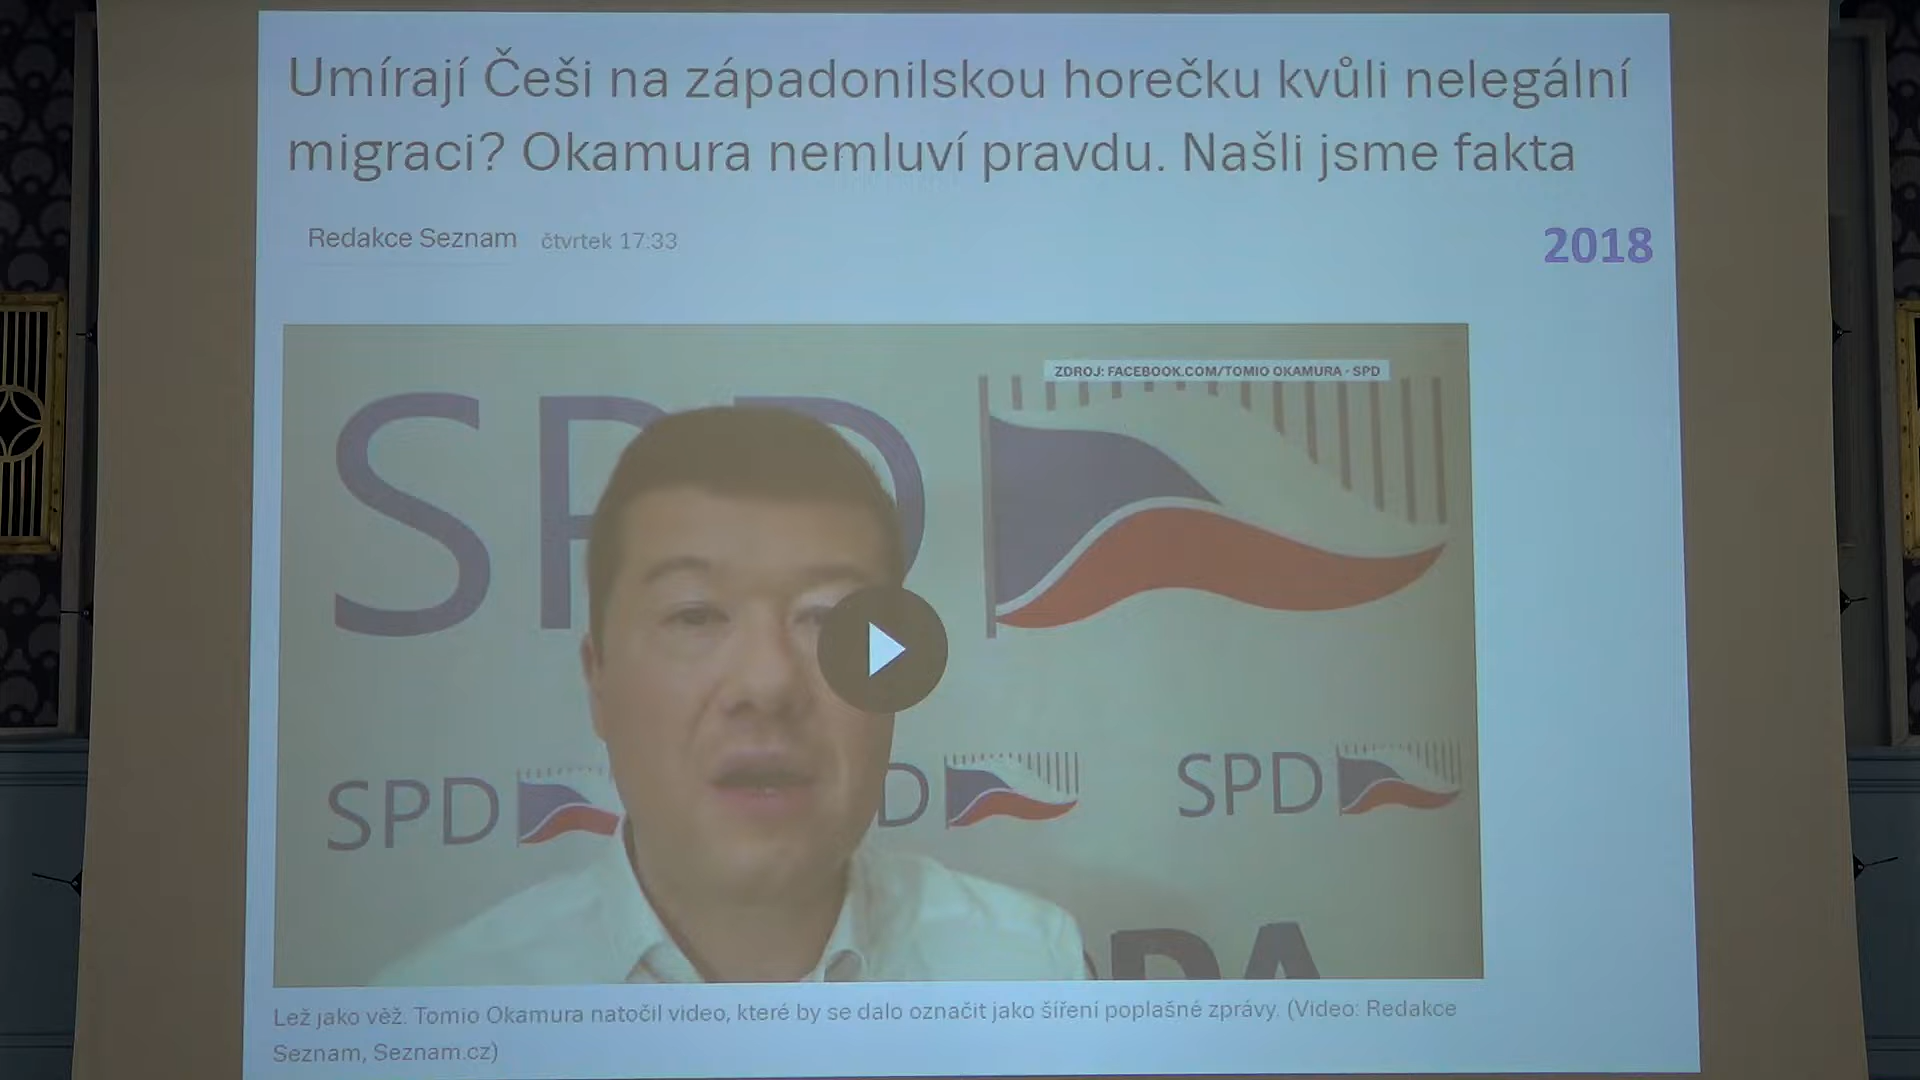 Umírají Češi na západonilskou horečku kvůli nelegální
migraci? Okamura nemluví pravdu. Našli jsme fakta
Redakce Seznam čtvrtek 17:33
2018
ZDROJ: FACEBOOK.COM/TOMIO OKAMURA - SPD
SPD
SPD
D
SPD
DA
Lež jako věž. Tomio Okamura natočil video, které by se dalo označit jako šíření poplašné zprávy. (Video: Redakce
Seznam, Seznam.cz)